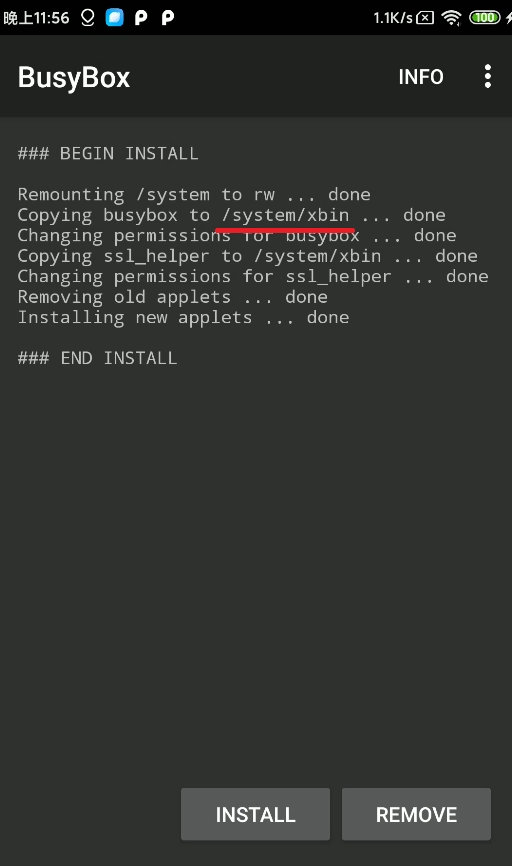 晚上11:56
1.1K/s
100
BusyBox
INFO
### BEGIN INSTALL
Remounting /system to rw ... done
Copying busybox to /system/xbin ... done
Changing permissions for busybox ... done
Copying ssl_helper to /system/xbin ... done
Changing permissions for ssl_helper ... done
Removing old applets ... done
Installing new applets ... done
### END INSTALL
INSTALL
REMOVE